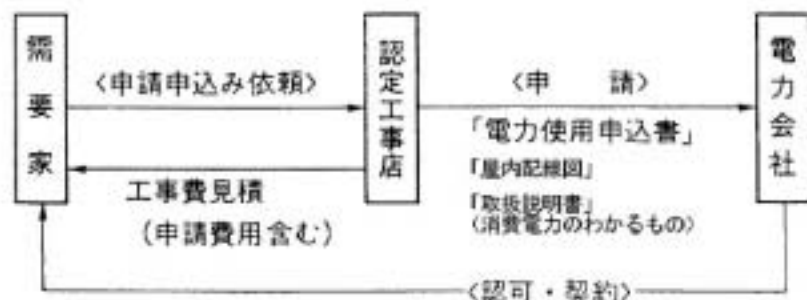 需要家
〈申請申込み依頼〉
工事費見積
(申請費用含む)
認定工事店
〈申　　請〉
「電力使用申込書」
「屋内配線図」
「取扱説明書」
(消費電力のわかるもの)
電力会社
〈認可・契約〉